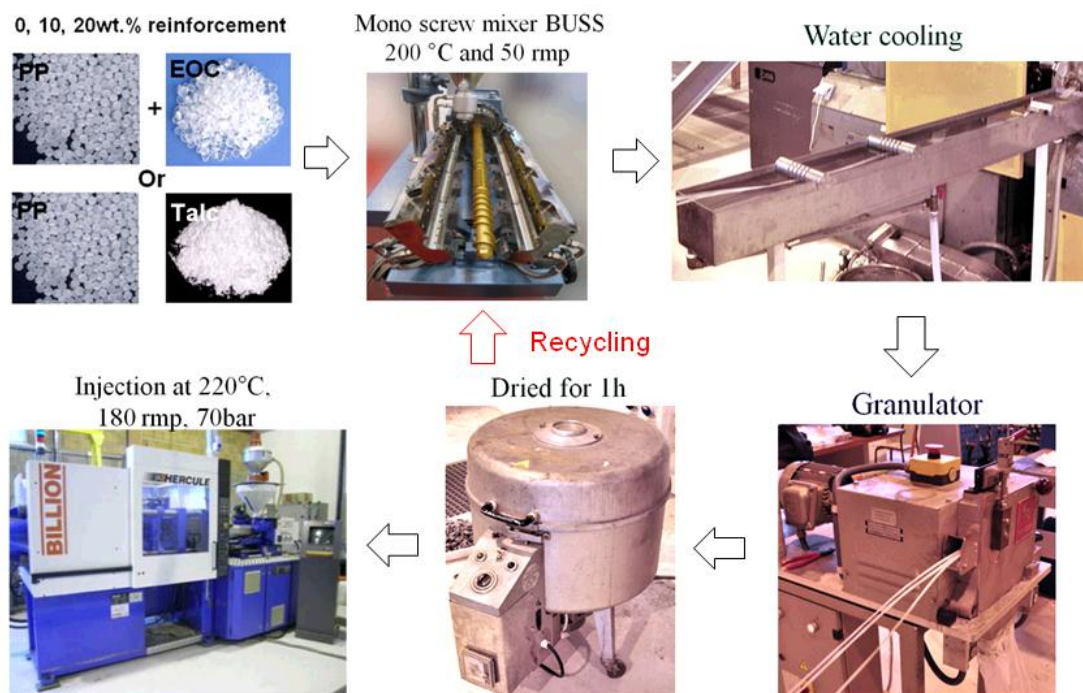 0, 10, 20wt.% reinforcement
PP
+
EOC
Or
PP
Talc
Mono screw mixer BUSS
200 °C and 50 rmp
Water cooling
Recycling
Injection at 220°C,
180 rmp, 70bar
Dried for 1h
Granulator
BILLION
HERCULE